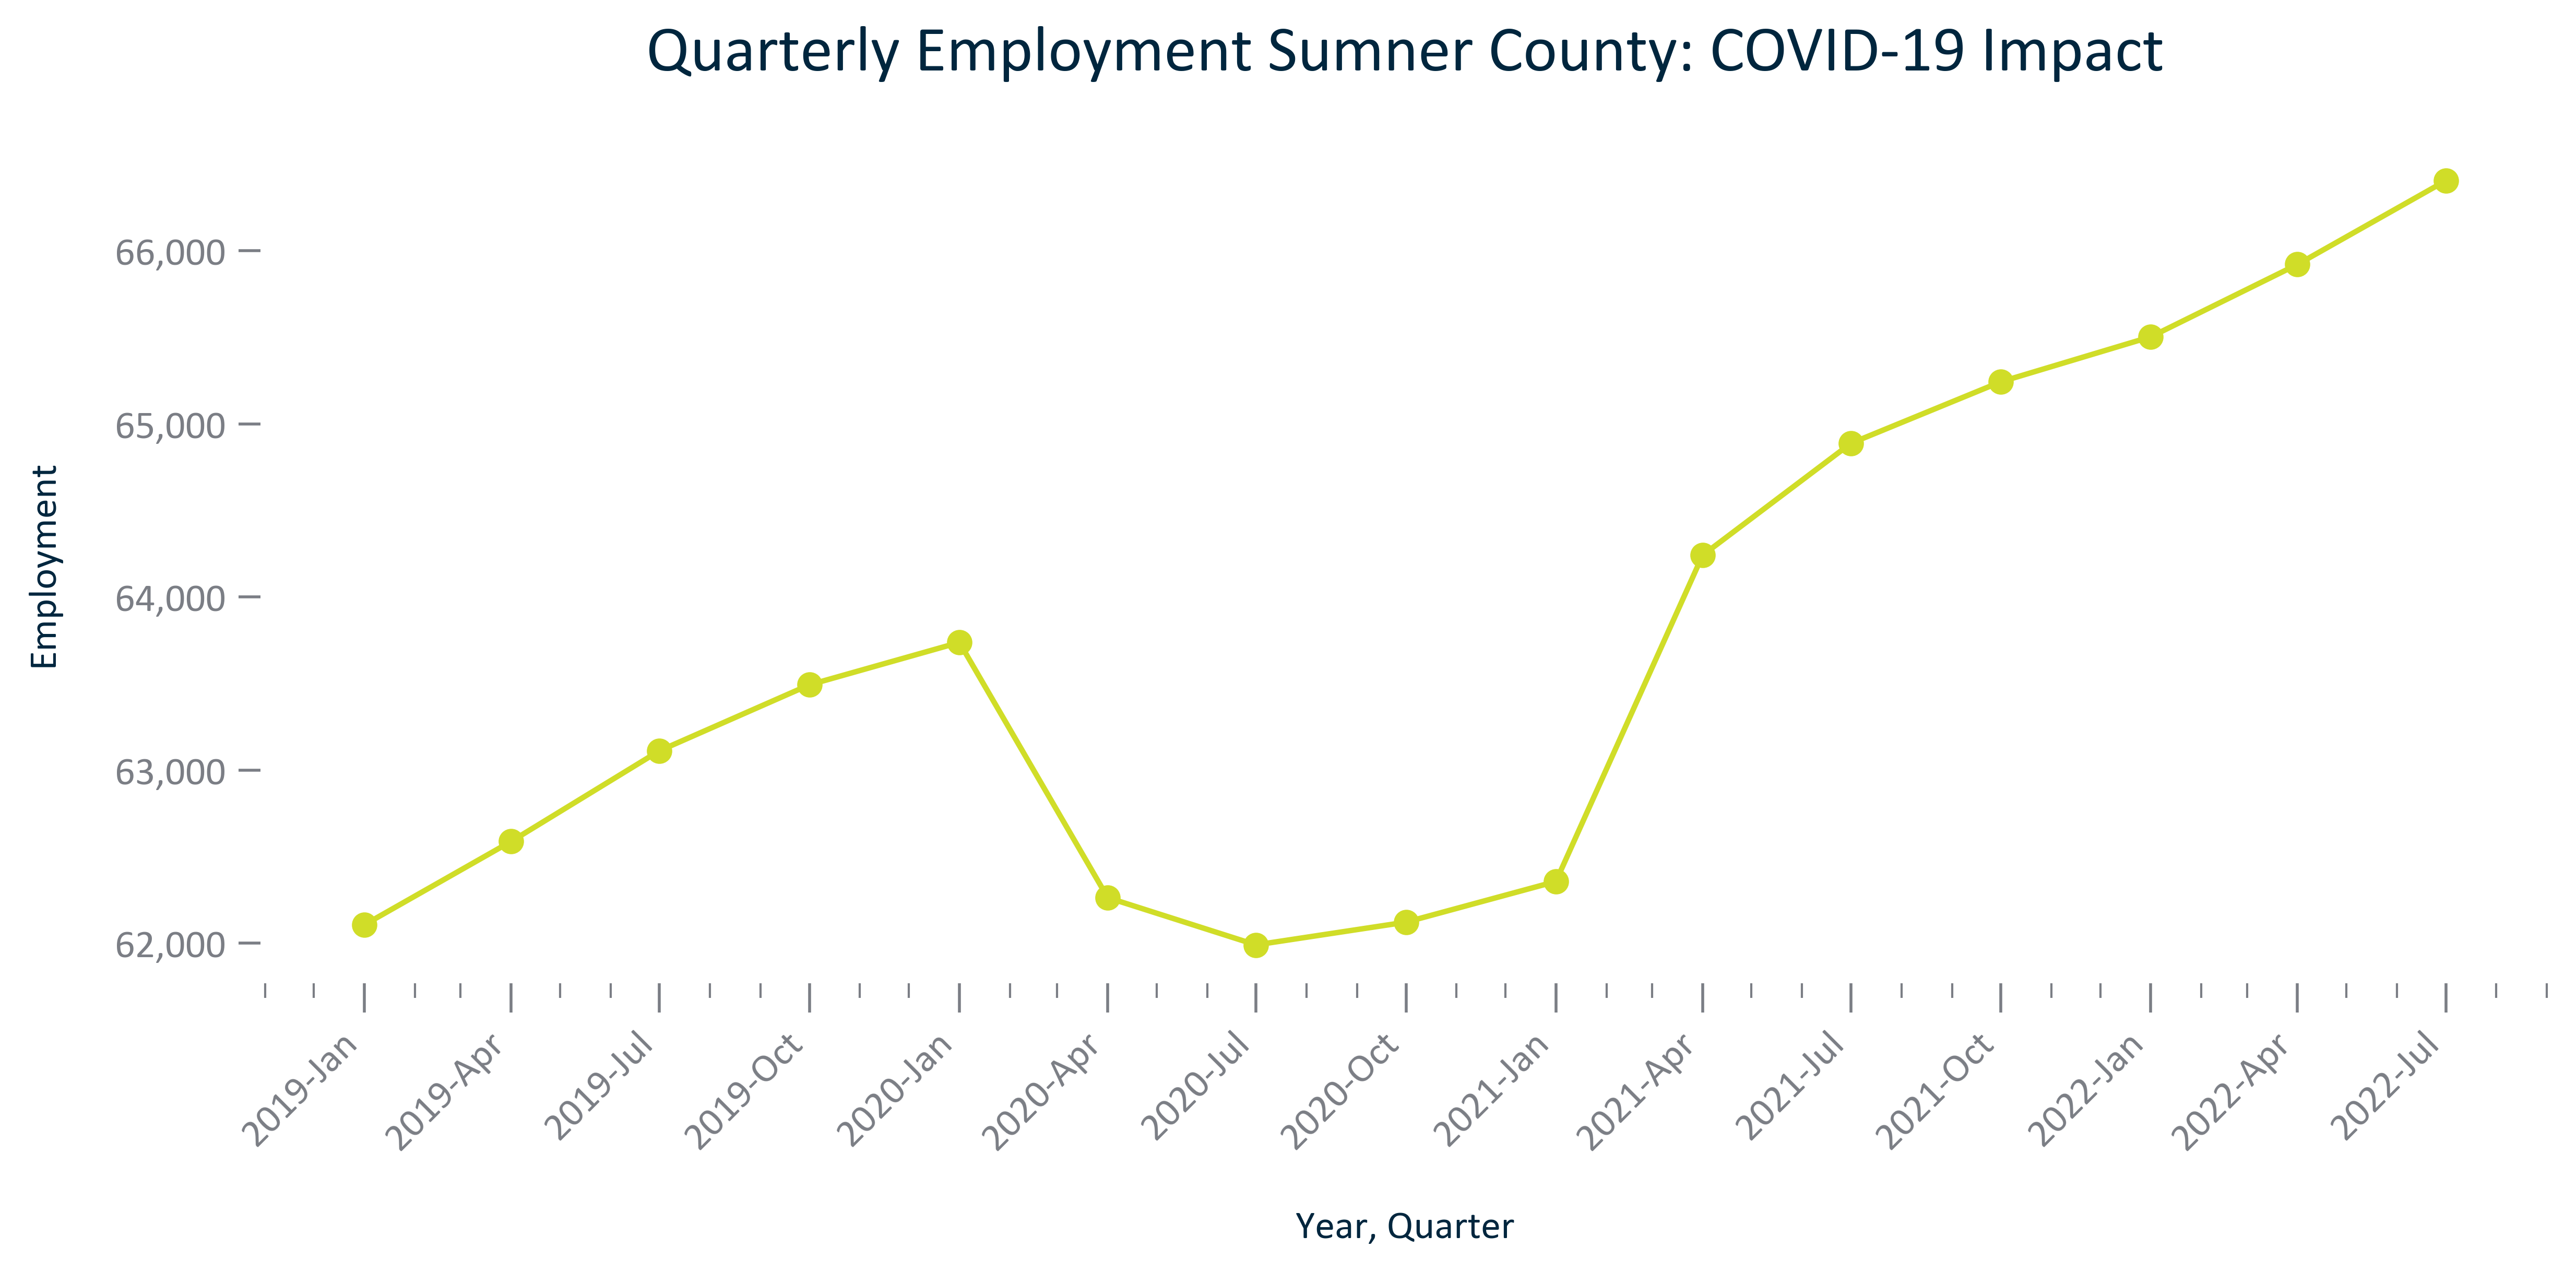 Quarterly Employment Sumner County: COVID-19 Impact
Employment
66,000
65,000
64,000
63,000
62,000
2019-Jan
2019-Apr
2019-Jul
2019-Oct
2020-Jan
2020-Apr
2020-Jul
2020-Oct
2021-Jan
2021-Apr
2021-Jul
2021-Oct
2022-Jan
2022-Apr
2022-Jul
Year, Quarter